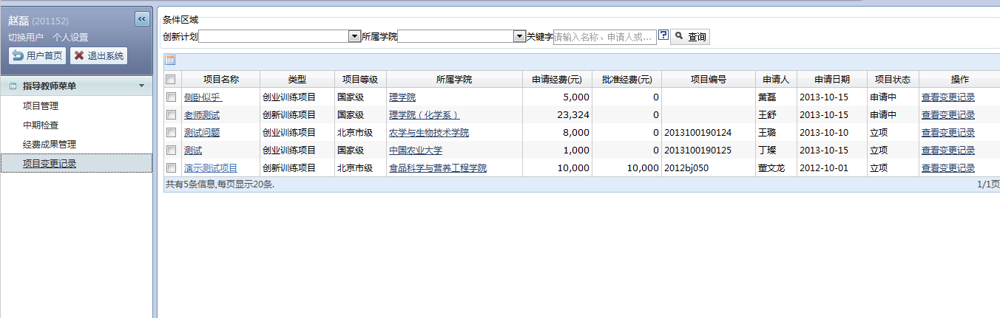 赵磊 (201152)
切换用户 个人设置
用户首页 退出系统
指导教师菜单
项目管理
中期检查
经费成果管理
项目变更记录
条件区域
创新计划 所属学院 关键字 请输入名称、申请人或... ? 查询
项目名称 类型 项目等级 所属学院 申请经费(元) 批准经费(元) 项目编号 申请人 申请日期 项目状态 操作
侧卧似乎 创业训练项目 国家级 理学院 5,000 0 黄磊 2013-10-15 申请中 查看变更记录
老师测试 创新训练项目 国家级 理学院（化学系） 23,324 0 王舒 2013-10-15 申请中 查看变更记录
测试问题 创业训练项目 北京市级 农学与生物技术学院 8,000 0 2013100190124 王璐 2013-10-10 立项 查看变更记录
测试 创业训练项目 国家级 中国农业大学 1,000 0 2013100190125 丁璨 2013-10-15 立项 查看变更记录
演示测试项目 创新训练项目 北京市级 食品科学与营养工程学院 10,000 10,000 2012bj050 董文龙 2012-10-01 立项 查看变更记录
共有5条信息,每页显示20条. 1/1页